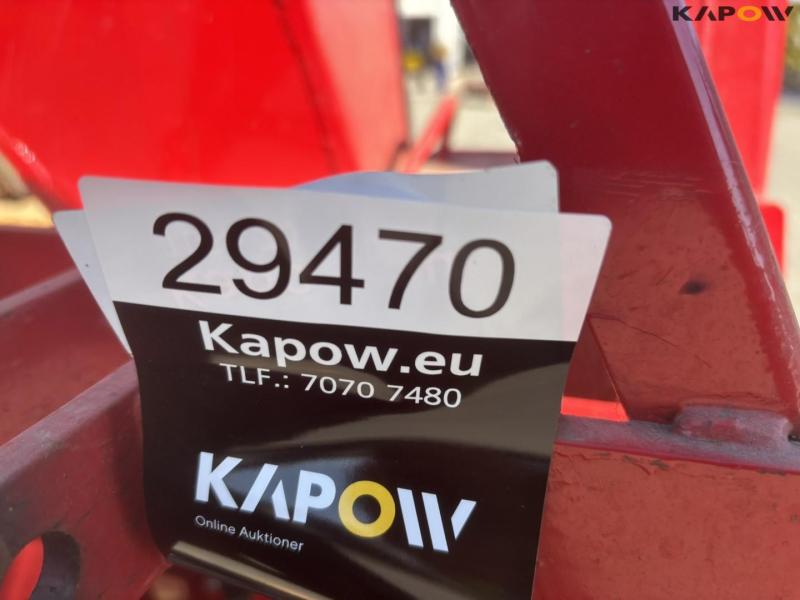 KAPOW
29470
Kapow.eu
TLF.: 7070 7480
KAPOW
Online Auktioner